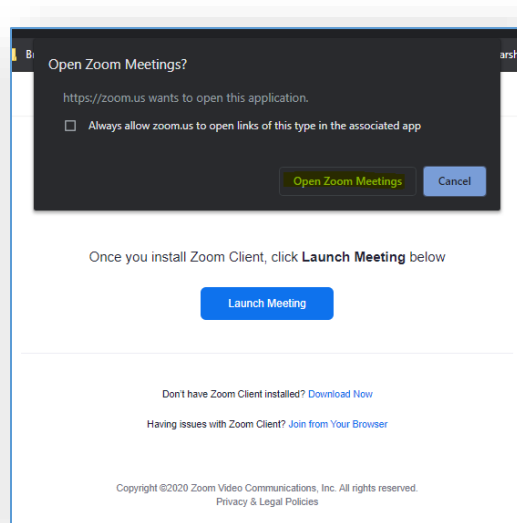 Open Zoom Meetings?
https://zoom.us wants to open this application.
Always allow zoom.us to open links of this type in the associated app
Open Zoom Meetings Cancel
Once you install Zoom Client, click Launch Meeting below
Launch Meeting
Don't have Zoom Client installed? Download Now
Having issues with Zoom Client? Join from Your Browser
Copyright ©2020 Zoom Video Communications, Inc. All rights reserved.
Privacy & Legal Policies